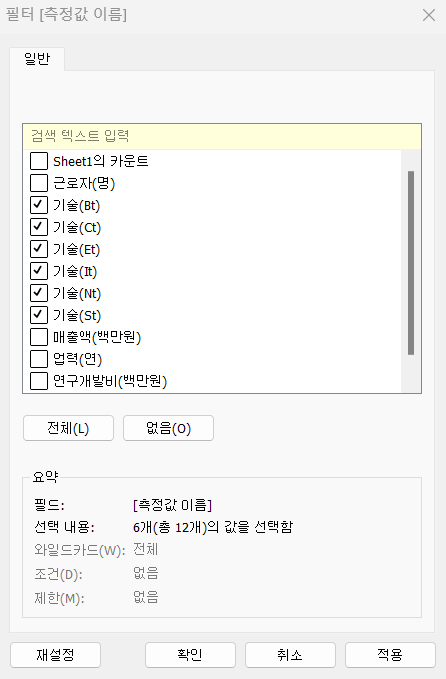 필터 [측정값 이름]
일반
검색 텍스트 입력
Sheet1의 카운트
근로자(명)
기술(Bt)
기술(Ct)
기술(Et)
기술(It)
기술(Nt)
기술(St)
매출액(백만원)
업력(연)
연구개발비(백만원)
전체(L) 없음(O)
요약
필드: [측정값 이름]
선택 내용: 6개(총 12개)의 값을 선택함
와일드카드(W): 전체
조건(D): 없음
제한(M): 없음
재설정 확인 취소 적용